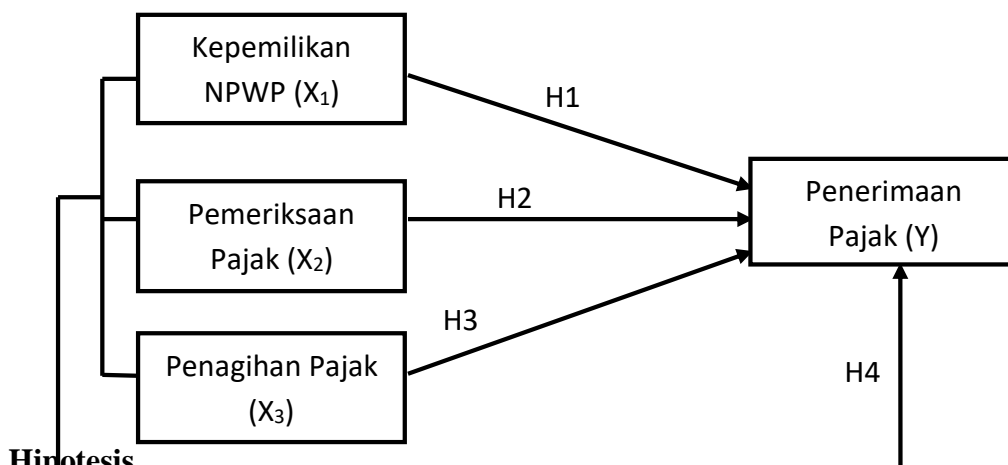 Kepemilikan
NPWP (X₁)
H1
Penerimaan
Pajak (Y)
Pemeriksaan
Pajak (X₂)
H2
H3
Penagihan Pajak
(X₃)
H4
Hipotesis